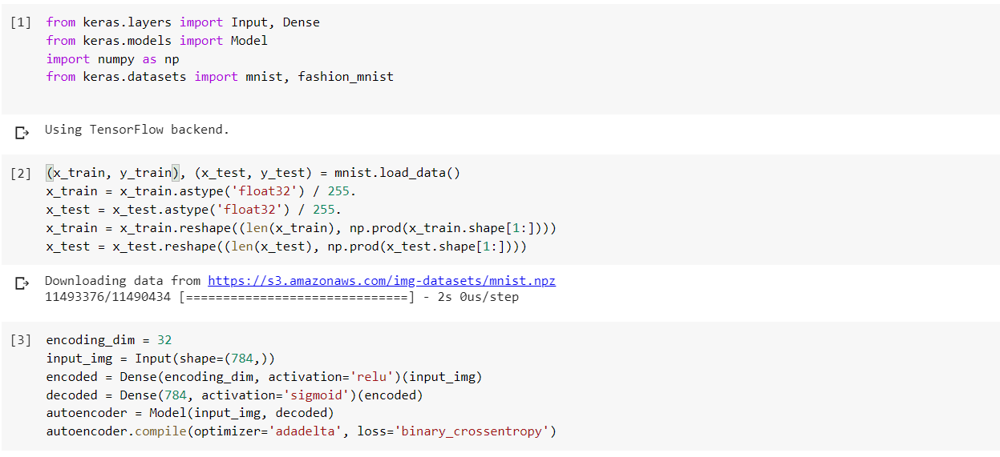 [1] from keras.layers import Input, Dense
from keras.models import Model
import numpy as np
from keras.datasets import mnist, fashion_mnist
Using TensorFlow backend.
[2] (x_train, y_train), (x_test, y_test) = mnist.load_data()
x_train = x_train.astype('float32') / 255.
x_test = x_test.astype('float32') / 255.
x_train = x_train.reshape((len(x_train), np.prod(x_train.shape[1:])))
x_test = x_test.reshape((len(x_test), np.prod(x_test.shape[1:])))
Downloading data from https://s3.amazonaws.com/img-datasets/mnist.npz
11493376/11490434 [==============================] - 2s 0us/step
[3] encoding_dim = 32
input_img = Input(shape=(784,))
encoded = Dense(encoding_dim, activation='relu')(input_img)
decoded = Dense(784, activation='sigmoid')(encoded)
autoencoder = Model(input_img, decoded)
autoencoder.compile(optimizer='adadelta', loss='binary_crossentropy')